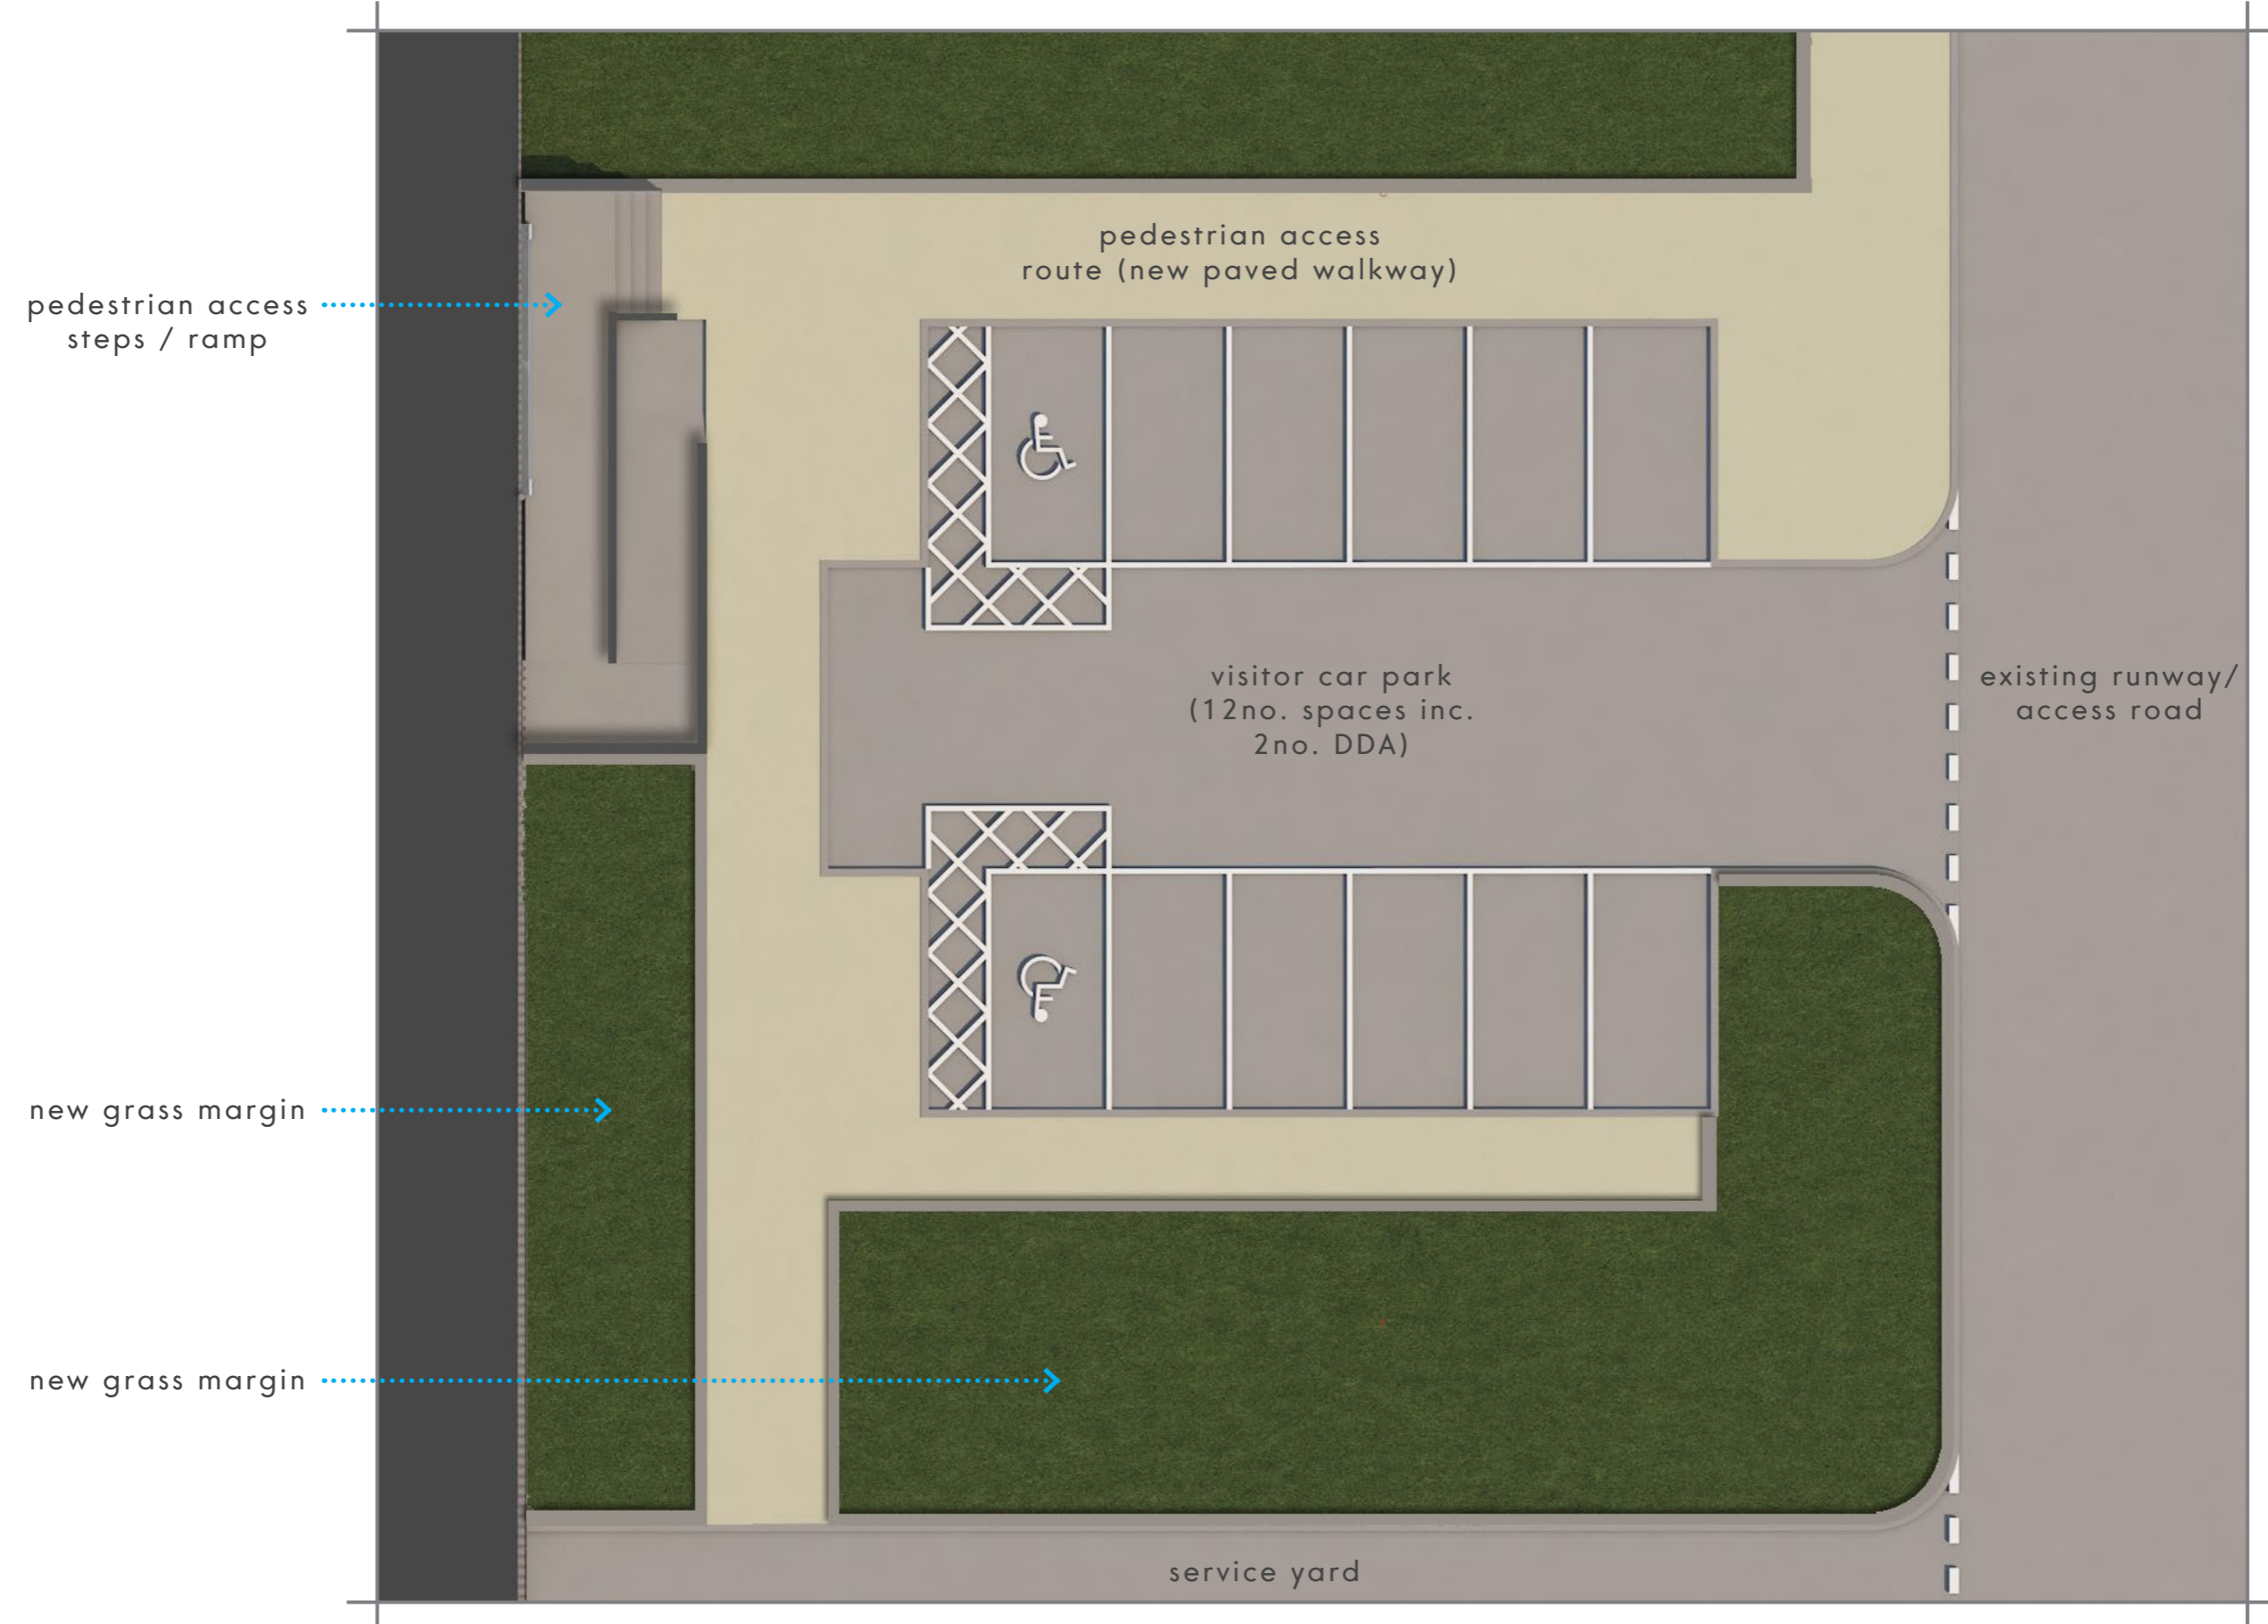 pedestrian access
route (new paved walkway)
pedestrian access
steps / ramp
visitor car park
(12no. spaces inc.
2no. DDA)
existing runway/
access road
new grass margin
new grass margin
service yard